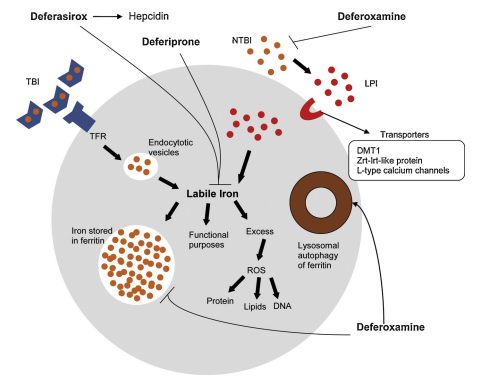 Deferasirox
Hepcidin
Deferoxamine
Deferiprone
NTBI
TBI
LPI
TFR
Endocytotic
vesicles
Transporters
DMT1
Zrt-Irt-like protein
L-type calcium channels
Labile Iron
Iron stored
in ferritin
Functional
purposes
Excess
Lysosomal
autophagy
of ferritin
ROS
Protein
Lipids
DNA
Deferoxamine